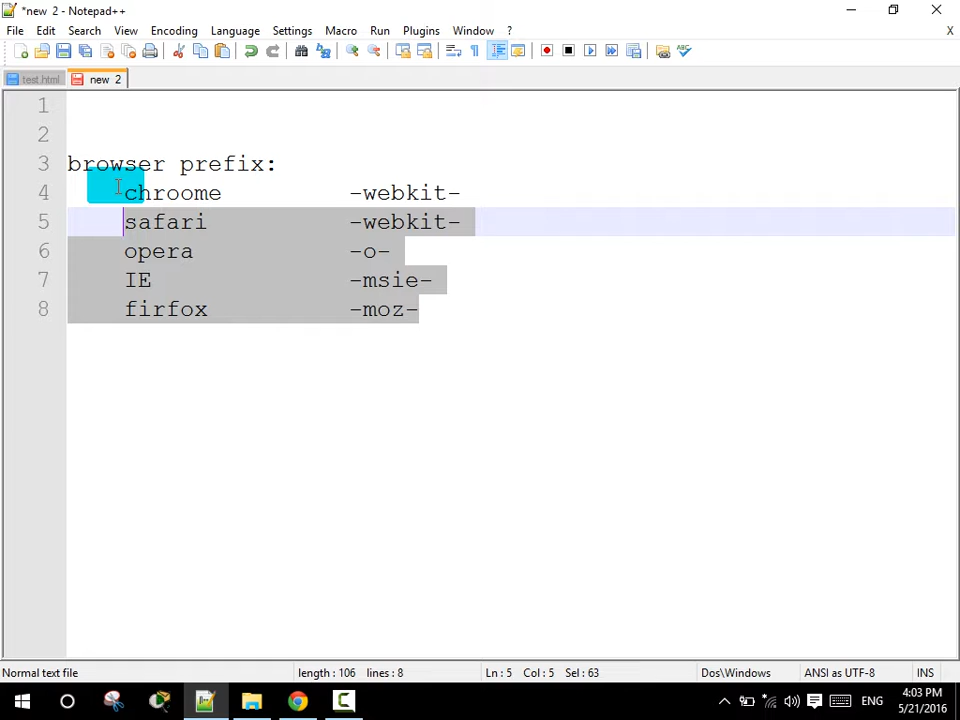 *new 2 - Notepad++
File Edit Search View Encoding Language Settings Macro Run Plugins Window ? X
test.html new 2
1
2
3 browser prefix:
4 chroome -webkit-
5 safari -webkit-
6 opera -o-
7 IE -msie-
8 firfox -moz-
Normal text file length : 106 lines : 8 Ln : 5 Col : 5 Sel : 63 Dos\Windows ANSI as UTF-8 INS
ENG 4:03 PM
5/21/2016